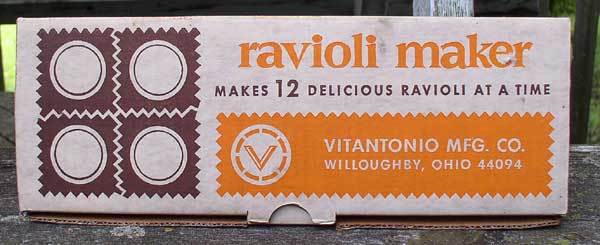 ravioli maker
MAKES 12 DELICIOUS RAVIOLI AT A TIME
V
VITANTONIO MFG. CO.
WILLOUGHBY, OHIO 44094